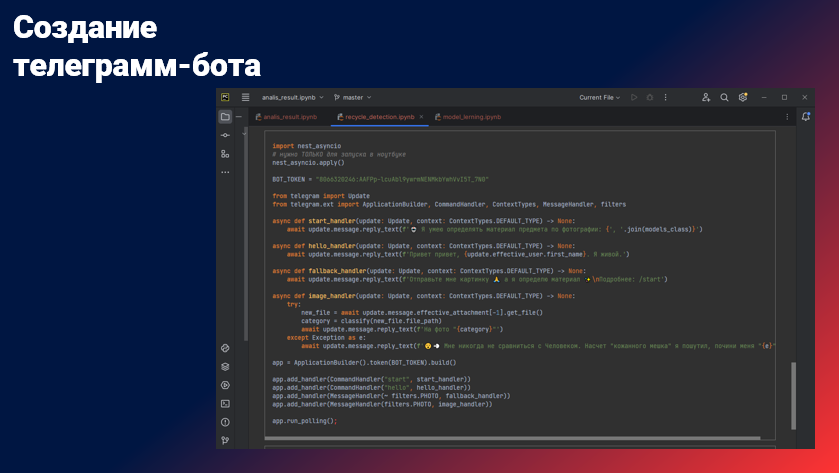 Создание
телеграмм-бота
PC
analis_result.ipynb
master
Current File
analis_result.ipynb
recycle_detection.ipynb
model_lerning.ipynb
import nest_asyncio
# нужно ТОЛЬКО для запуска в ноутбуке
nest_asyncio.apply()
BOT_TOKEN =
from telegram import Update
from telegram.ext import ApplicationBuilder, CommandHandler, ContextTypes, MessageHandler, filters
async def start_handler(update: Update, context: ContextTypes.DEFAULT_TYPE) -> None:
await update.message.reply_text(f'😎 Я умею определять материал предмета по фотографии: {', '.join(models_class)}')
async def hello_handler(update: Update, context: ContextTypes.DEFAULT_TYPE) -> None:
await update.message.reply_text(f'Привет привет, {update.effective_user.first_name}. Я живой.')
async def fallback_handler(update: Update, context: ContextTypes.DEFAULT_TYPE) -> None:
await update.message.reply_text(f'Отправьте мне картинку 🙏 а я определю материал ✨\nПодробнее: /start')
async def image_handler(update: Update, context: ContextTypes.DEFAULT_TYPE) -> None:
try:
new_file = await update.message.effective_attachment[-1].get_file()
category = classify(new_file.file_path)
await update.message.reply_text(f'На фото "{category}"')
except Exception as e:
await update.message.reply_text(f'😮‍💨 Мне никогда не сравниться с Человеком. Насчет "кожанного мешка" я пошутил, почини меня "{e}"
app = ApplicationBuilder().token(BOT_TOKEN).build()
app.add_handler(CommandHandler("start", start_handler))
app.add_handler(CommandHandler("hello", hello_handler))
app.add_handler(MessageHandler(~ filters.PHOTO, fallback_handler))
app.add_handler(MessageHandler(filters.PHOTO, image_handler))
app.run_polling();